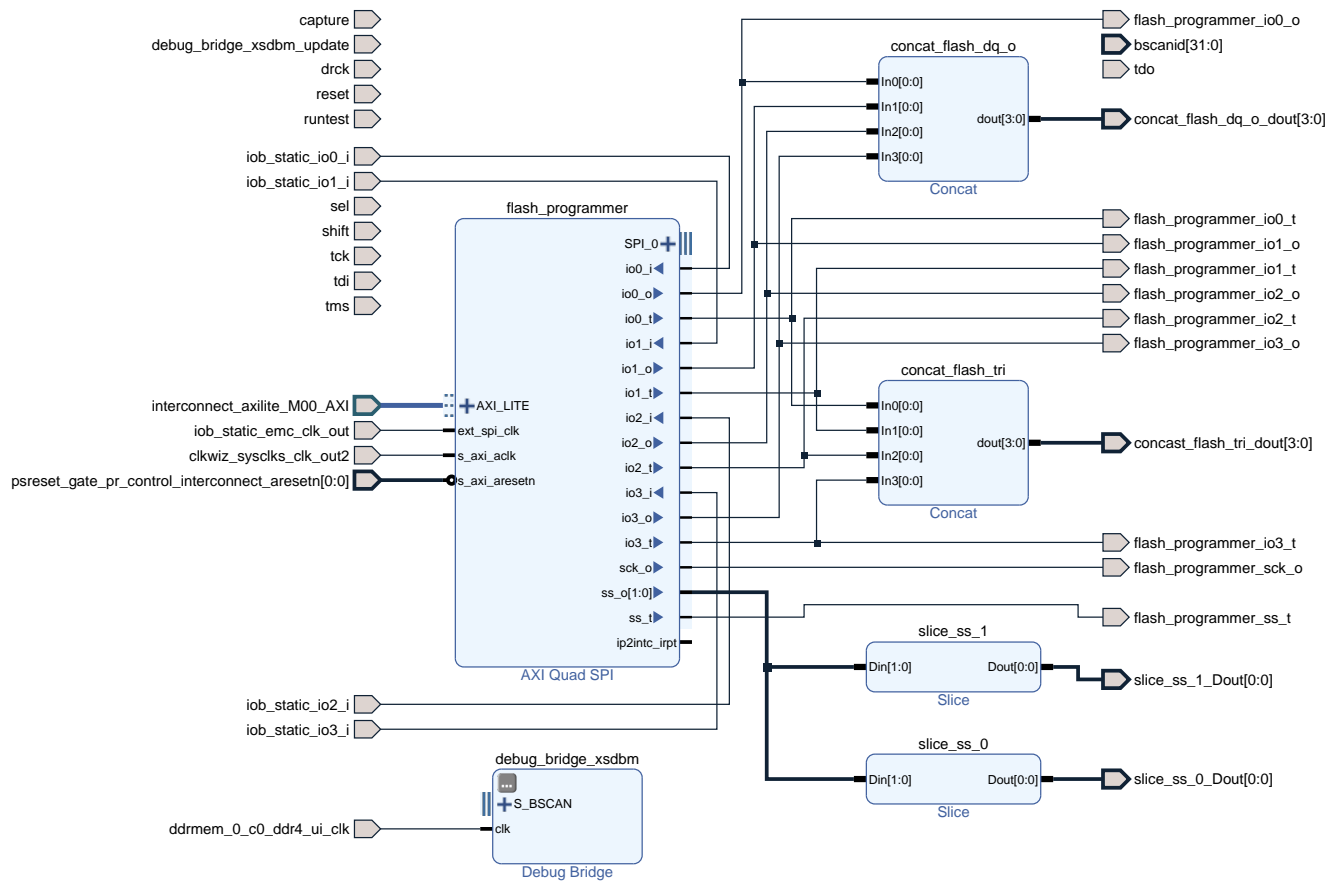 capture
debug_bridge_xsdbm_update
drck
reset
runtest
iob_static_io0_i
iob_static_io1_i
sel
shift
tck
tdi
tms
interconnect_axilite_M00_AXI
iob_static_emc_clk_out
clkwiz_sysclks_clk_out2
psreset_gate_pr_control_interconnect_aresetn[0:0]
iob_static_io2_i
iob_static_io3_i
ddrmem_0_c0_ddr4_ui_clk
flash_programmer
SPI_0
io0_i
io0_o
io0_t
io1_i
io1_o
io1_t
AXI_LITE
io2_i
ext_spi_clk
io2_o
s_axi_aclk
io2_t
s_axi_aresetn
io3_i
io3_o
io3_t
sck_o
ss_o[1:0]
ss_t
ip2intc_irpt
AXI Quad SPI
debug_bridge_xsdbm
...
S_BSCAN
clk
Debug Bridge
concat_flash_dq_o
In0[0:0]
In1[0:0]
dout[3:0]
In2[0:0]
In3[0:0]
Concat
concat_flash_tri
In0[0:0]
In1[0:0]
dout[3:0]
In2[0:0]
In3[0:0]
Concat
slice_ss_1
Din[1:0] Dout[0:0]
Slice
slice_ss_0
Din[1:0] Dout[0:0]
Slice
flash_programmer_io0_o
bscanid[31:0]
tdo
concat_flash_dq_o_dout[3:0]
flash_programmer_io0_t
flash_programmer_io1_o
flash_programmer_io1_t
flash_programmer_io2_o
flash_programmer_io2_t
flash_programmer_io3_o
concast_flash_tri_dout[3:0]
flash_programmer_io3_t
flash_programmer_sck_o
flash_programmer_ss_t
slice_ss_1_Dout[0:0]
slice_ss_0_Dout[0:0]